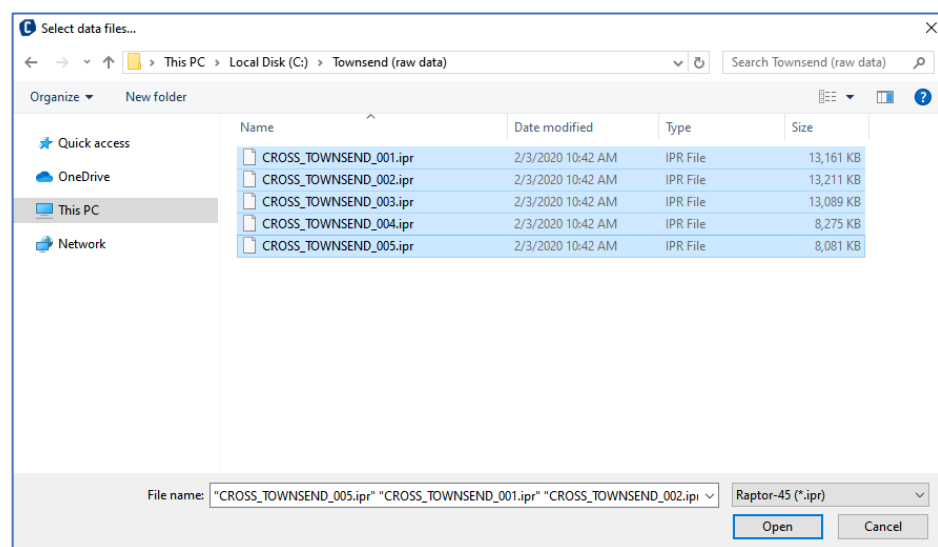 Select data files...
This PC > Local Disk (C:) > Townsend (raw data)
Search Townsend (raw data)
Organize
New folder
Name Date modified Type Size
Quick access
OneDrive
This PC
Network
CROSS_TOWNSEND_001.ipr 2/3/2020 10:42 AM IPR File 13,161 KB
CROSS_TOWNSEND_002.ipr 2/3/2020 10:42 AM IPR File 13,211 KB
CROSS_TOWNSEND_003.ipr 2/3/2020 10:42 AM IPR File 13,089 KB
CROSS_TOWNSEND_004.ipr 2/3/2020 10:42 AM IPR File 8,275 KB
CROSS_TOWNSEND_005.ipr 2/3/2020 10:42 AM IPR File 8,081 KB
File name: "CROSS_TOWNSEND_005.ipr" "CROSS_TOWNSEND_001.ipr" "CROSS_TOWNSEND_002.ip
Raptor-45 (*.ipr)
Open
Cancel